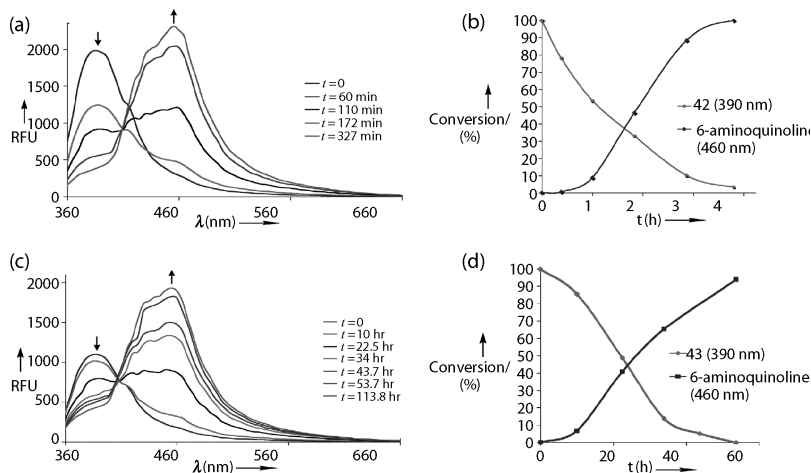 (a)
2000
1500
1000
500
0
RFU
360
460
560
660
λ(nm)
t = 0
t = 60 min
t = 110 min
t = 172 min
t = 327 min
(b)
100
90
80
70
60
50
40
30
20
10
0
Conversion/
(%)
0
1
2
3
4
t (h)
42 (390 nm)
6-aminoquinoline
(460 nm)
(c)
2000
1500
1000
500
0
RFU
360
460
560
660
λ(nm)
t = 0
t = 10 hr
t = 22.5 hr
t = 34 hr
t = 43.7 hr
t = 53.7 hr
t = 113.8 hr
(d)
100
90
80
70
60
50
40
30
20
10
0
Conversion/
(%)
0
20
40
60
t (h)
43 (390 nm)
6-aminoquinoline
(460 nm)